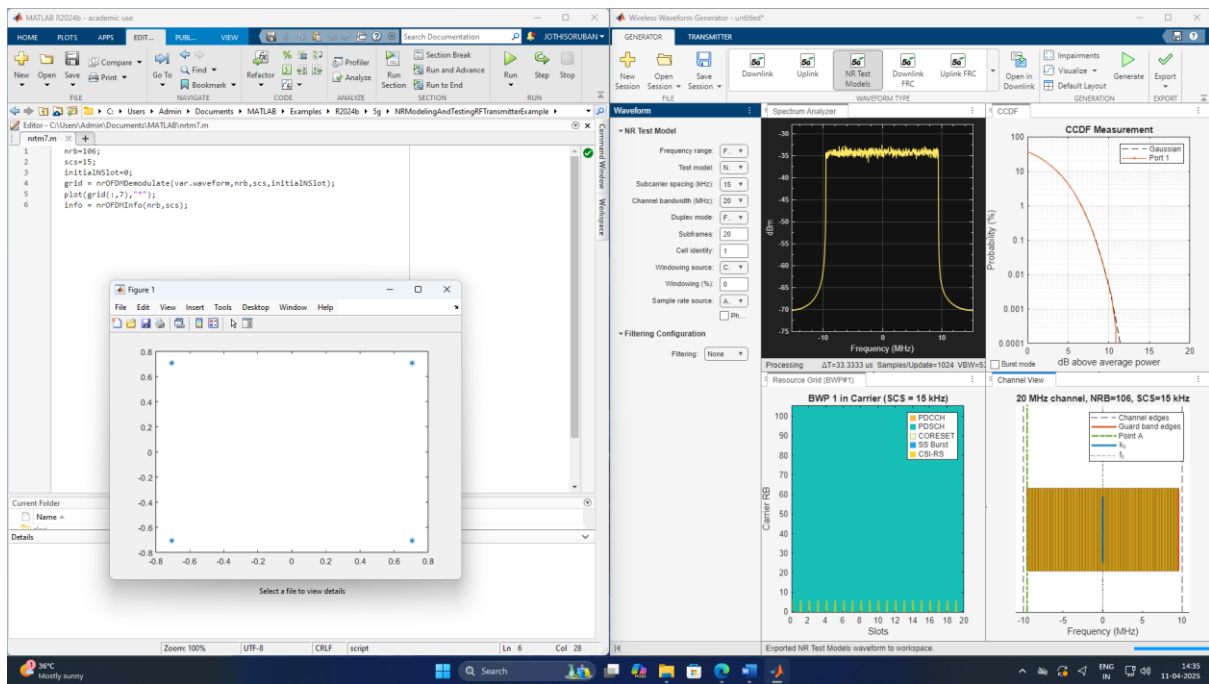 MATLAB R2024b - academic use
HOME PLOTS APPS EDIT... PUBL... VIEW Search Documentation JOTHISORUBAN
New Open Save Compare Print Go To Find Bookmark Refactor Profiler Analyze Run Section Section Break Run and Advance Run to End Run Step Stop
FILE NAVIGATE CODE ANALYZE SECTION RUN
C: Users Admin Documents MATLAB Examples R2024b 5g NRModelingAndTestingRFTransmitterExample
Editor - C:\Users\Admin\Documents\MATLAB\nrtm7.m
nrtm7.m
1 nrb=106;
2 scs=15;
3 initialNSlot=0;
4 grid = nrOFDMDemodulate(var.waveform,nrb,scs,initialNSlot);
5 plot(grid(:,7),"*");
6 info = nrOFDMInfo(nrb,scs);
Command Window
Workspace
Figure 1
File Edit View Insert Tools Desktop Window Help
0.8
0.6
0.4
0.2
0
-0.2
-0.4
-0.6
-0.8
-0.8 -0.6 -0.4 -0.2 0 0.2 0.4 0.6 0.8
Current Folder
Name
Details
Select a file to view details
Zoom: 100% UTF-8 CRLF script Ln 6 Col 28
Wireless Waveform Generator - untitled*
GENERATOR TRANSMITTER
New Session Open Session Save Session Downlink Uplink NR Test Models Downlink FRC Uplink FRC Open in Downlink Impairments Visualize Default Layout Generate Export
FILE WAVEFORM TYPE GENERATION EXPORT
Waveform
NR Test Model
Frequency range: F...
Test model: N...
Subcarrier spacing (kHz): 15
Channel bandwidth (MHz): 20
Duplex mode: F...
Subframes: 20
Cell identity: 1
Windowing source: C.
Windowing (%): 0
Sample rate source: A..
Ph...
Filtering Configuration
Filtering: None
Spectrum Analyzer
-30
-35
-40
-45
-50
-55
-60
-65
-70
-75
dBm
-10 0 10
Frequency (MHz)
Processing ΔT=33.3333 us Samples/Update=1024
CCDF
CCDF Measurement
Gaussian
Port 1
100
10
1
0.1
0.01
0.001
0.0001
Probability (%)
0 5 10 15 20
dB above average power
Burst mode
Resource Grid (BWP#1)
BWP 1 in Carrier (SCS = 15 kHz)
PDCCH
PDSCH
CORESET
SS Burst
CSI-RS
100
90
80
70
60
50
40
30
20
10
0
Carrier RB
0 2 4 6 8 10 12 14 16 18 20
Slots
Channel View
20 MHz channel, NRB=106, SCS=15 kHz
Channel edges
Guard band edges
Point A
k₀
f₀
-10 -5 0 5 10
Frequency (MHz)
Exported NR Test Models waveform to workspace.
36°C
Mostly sunny
Search
ENG
IN
14:35
11-04-2025